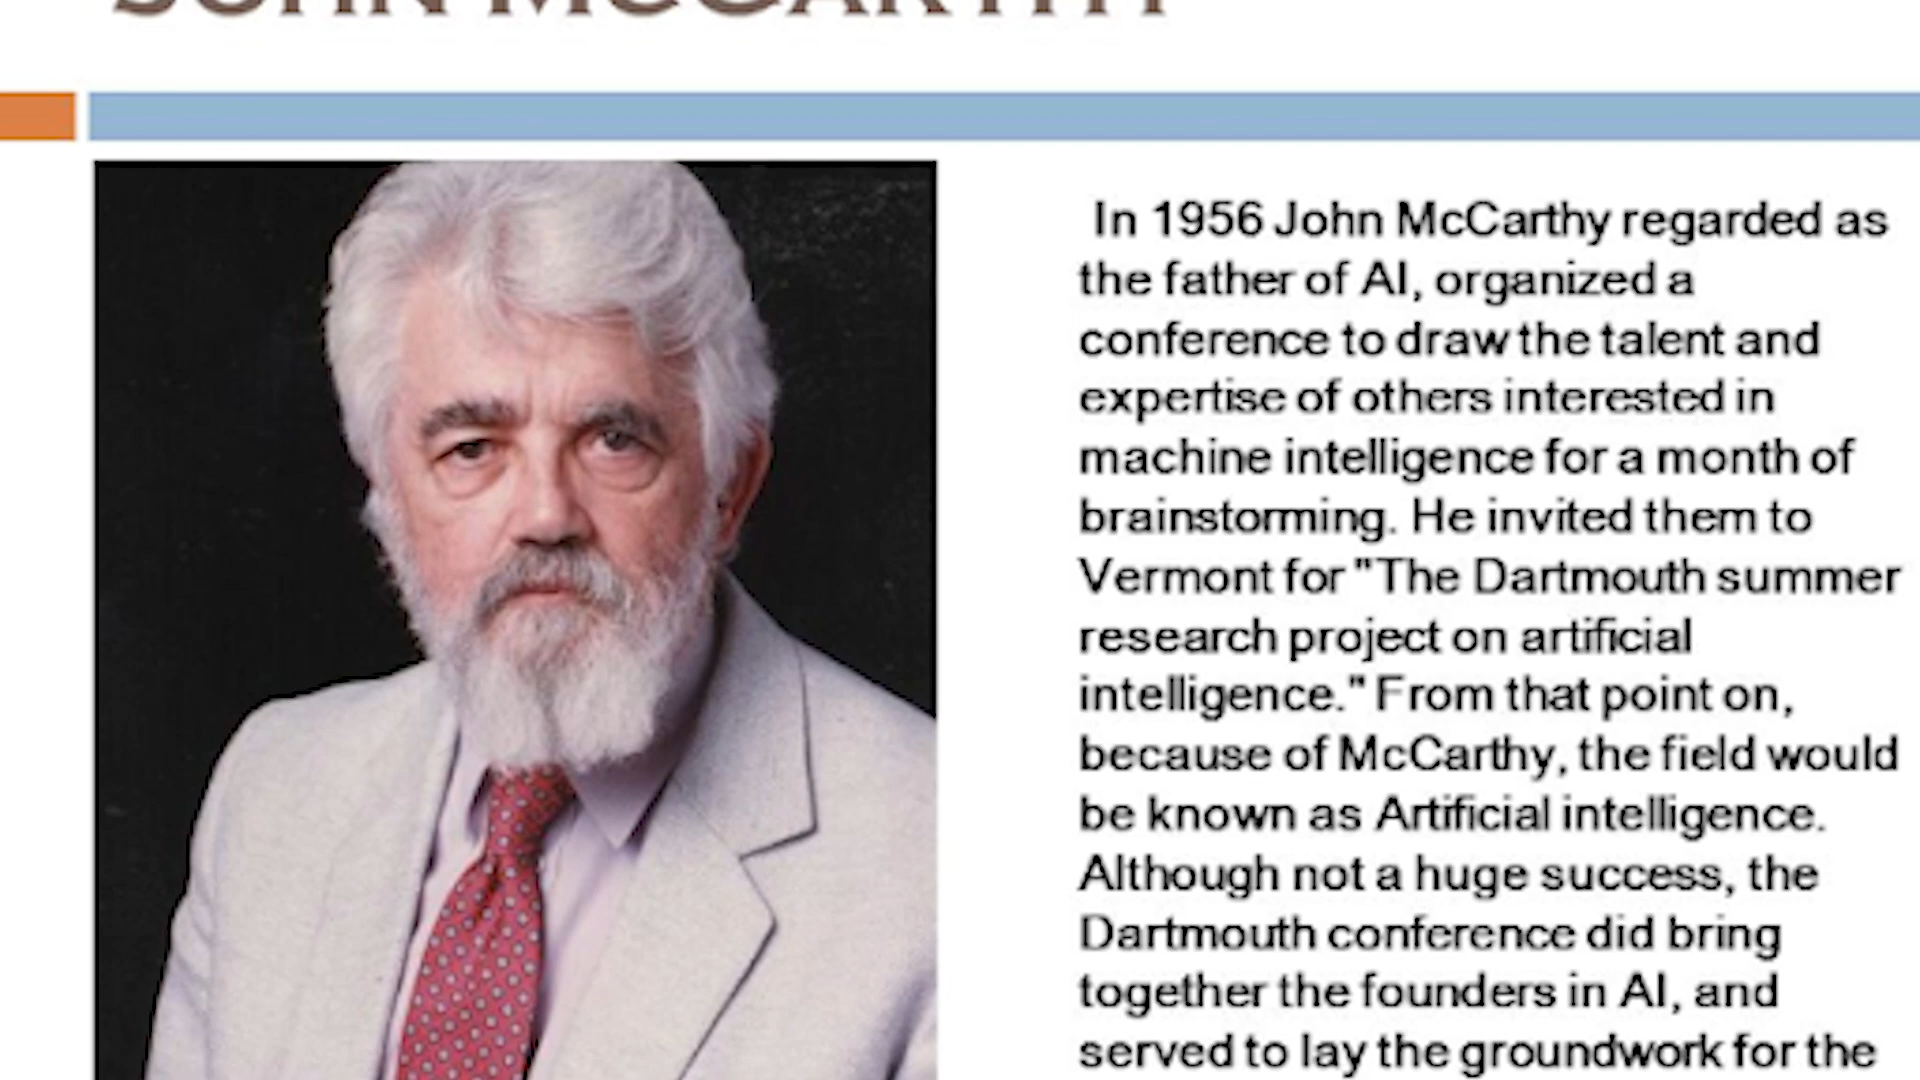 JOHN MCCARTHY
In 1956 John McCarthy regarded as
the father of AI, organized a
conference to draw the talent and
expertise of others interested in
machine intelligence for a month of
brainstorming. He invited them to
Vermont for "The Dartmouth summer
research project on artificial
intelligence." From that point on,
because of McCarthy, the field would
be known as Artificial intelligence.
Although not a huge success, the
Dartmouth conference did bring
together the founders in AI, and
served to lay the groundwork for the